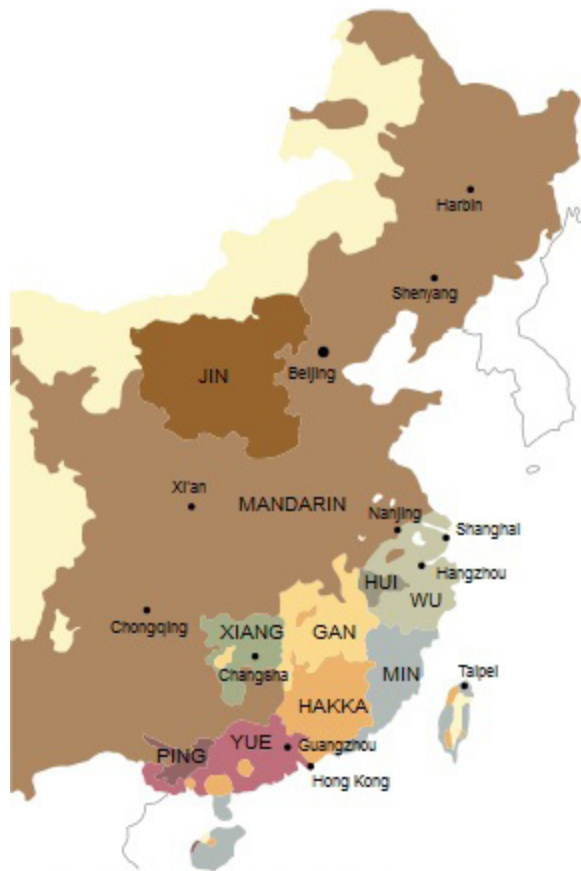 Harbin
Shenyang
JIN
Beijing
Xi'an
MANDARIN
Nanjing
Shanghai
HUI
Hangzhou
WU
Chongqing
XIANG
GAN
Changsha
MIN
Taipei
HAKKA
PING
YUE
Guangzhou
Hong Kong